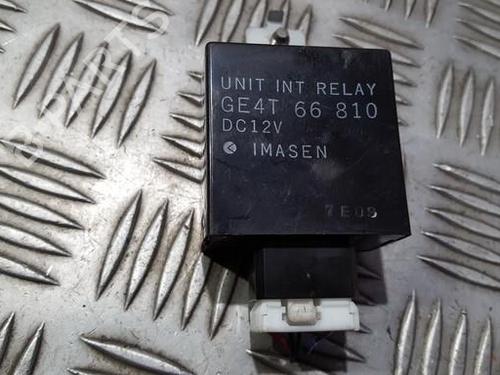 UNIT INT RELAY
GE4T 66 810
DC12V
IMASEN
7E09